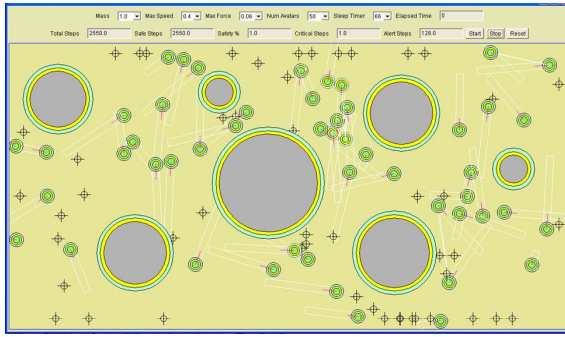 Mass 1.0 Max Speed 0.4 Max Force 0.06 Num Avatars 50 Sleep Timer 66 Elapsed Time 0
Total Steps 2550.0 Safe Steps 2550.0 Safety % 1.0 Critical Steps 1.0 Alert Steps 128.0 Start Stop Reset